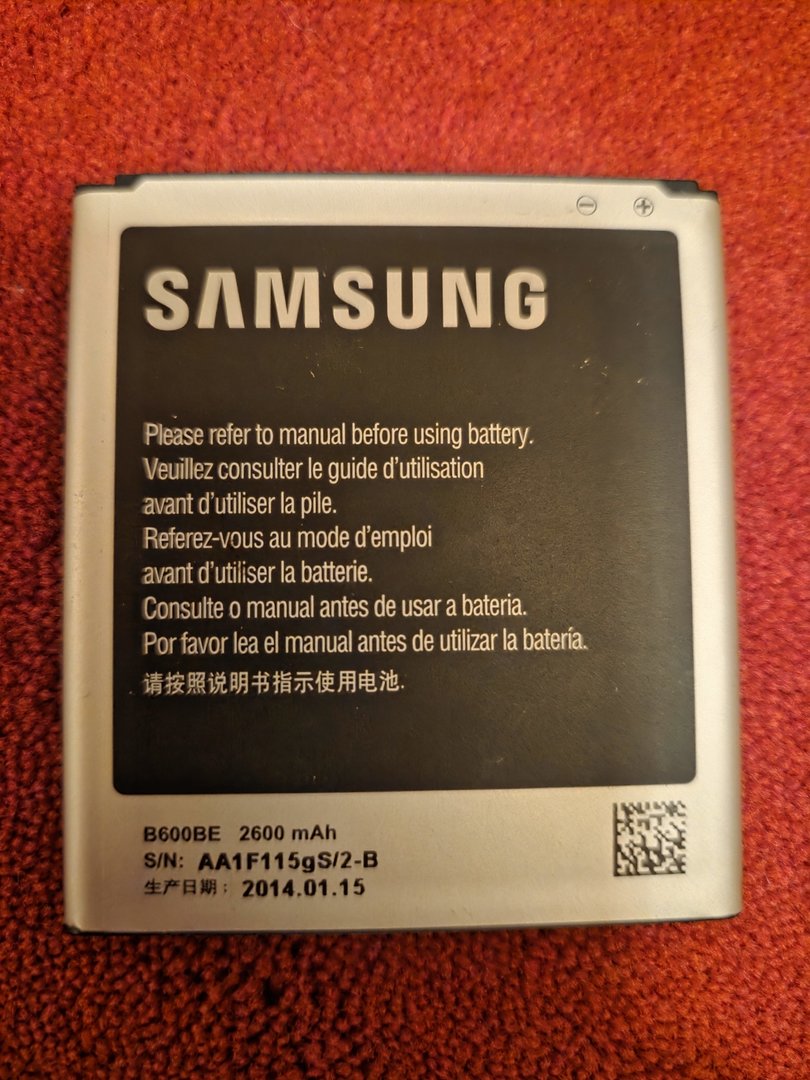 SAMSUNG
Please refer to manual before using battery.
Veuillez consulter le guide d'utilisation
avant d'utiliser la pile.
Referez-vous au mode d'emploi
avant d'utiliser la batterie.
Consulte o manual antes de usar a bateria.
Por favor lea el manual antes de utilizar la batería.
请按照说明书指示使用电池.
B600BE 2600 mAh
S/N: AA1F115gS/2-B
生产日期: 2014.01.15